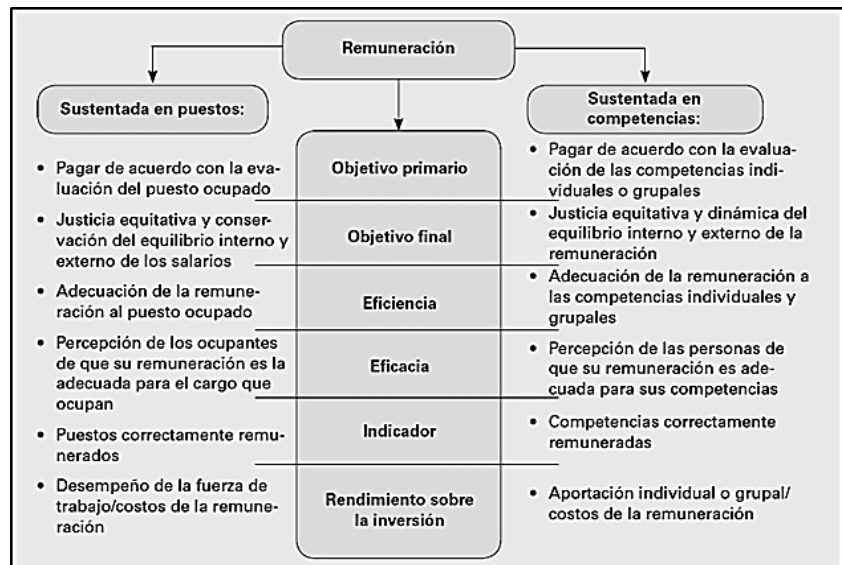 Remuneración
Sustentada en puestos:
Sustentada en
competencias:
• Pagar de acuerdo con la eva-
luación del puesto ocupado
Objetivo primario
• Pagar de acuerdo con la evalua-
ción de las competencias indi-
viduales o grupales
• Justicia equitativa y conser-
vación del equilibrio interno y
externo de los salarios
Objetivo final
• Justicia equitativa y dinámica del
equilibrio interno y externo de la
remuneración
• Adecuación de la remune-
ración al puesto ocupado
Eficiencia
• Adecuación de la remuneración a
las competencias individuales y
grupales
• Percepción de los ocupantes
de que su remuneración es la
adecuada para el cargo que
ocupan
Eficacia
• Percepción de las personas de
que su remuneración es ade-
cuada para sus competencias
• Puestos correctamente remu-
nerados
Indicador
• Competencias correctamente
remuneradas
• Desempeño de la fuerza de
trabajo/costos de la remune-
ración
Rendimiento sobre
la inversión
• Aportación individual o grupal/
costos de la remuneración